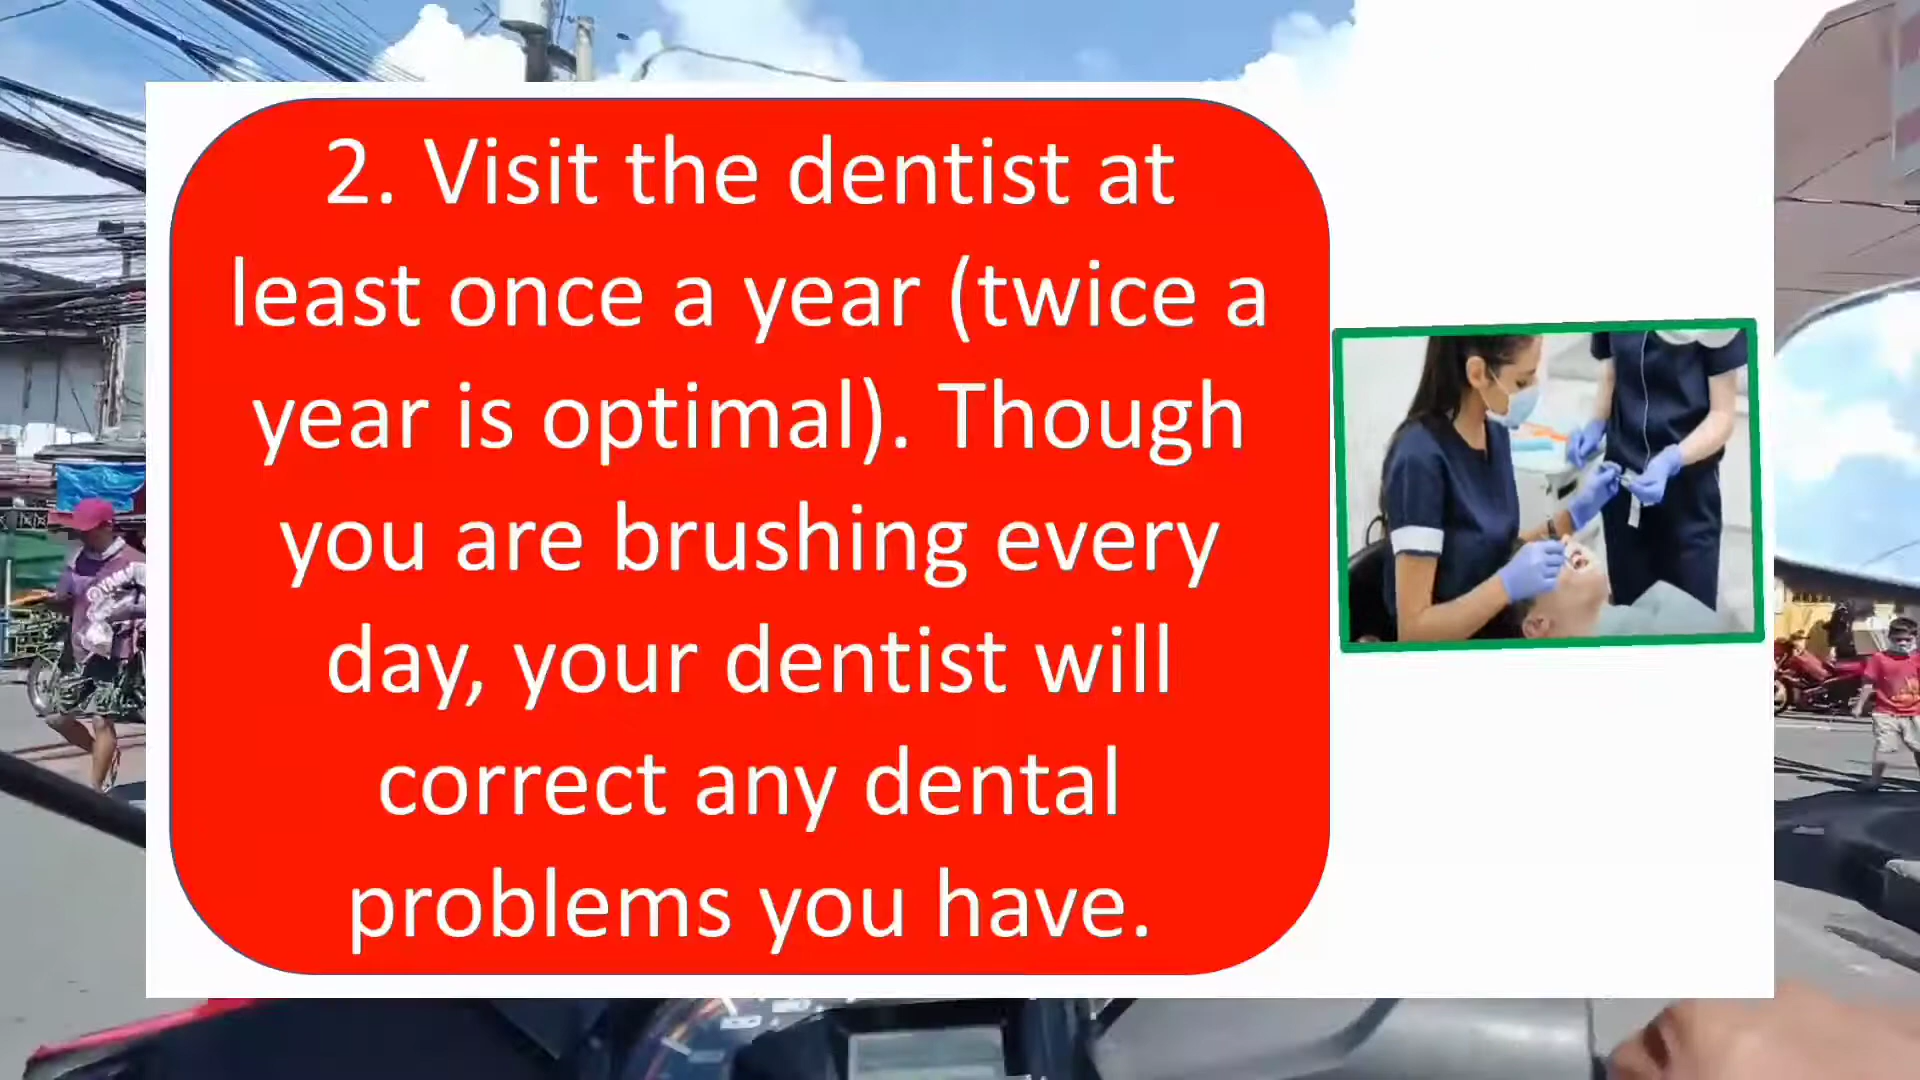 2. Visit the dentist at
least once a year (twice a
year is optimal). Though
you are brushing every
day, your dentist will
correct any dental
problems you have.